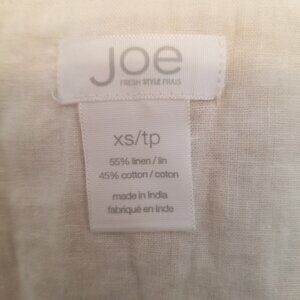 joe
FRESH STYLE FRAIS
xs/tp
55% linen / lin
45% cotton / coton
made in India
fabriqué en Inde